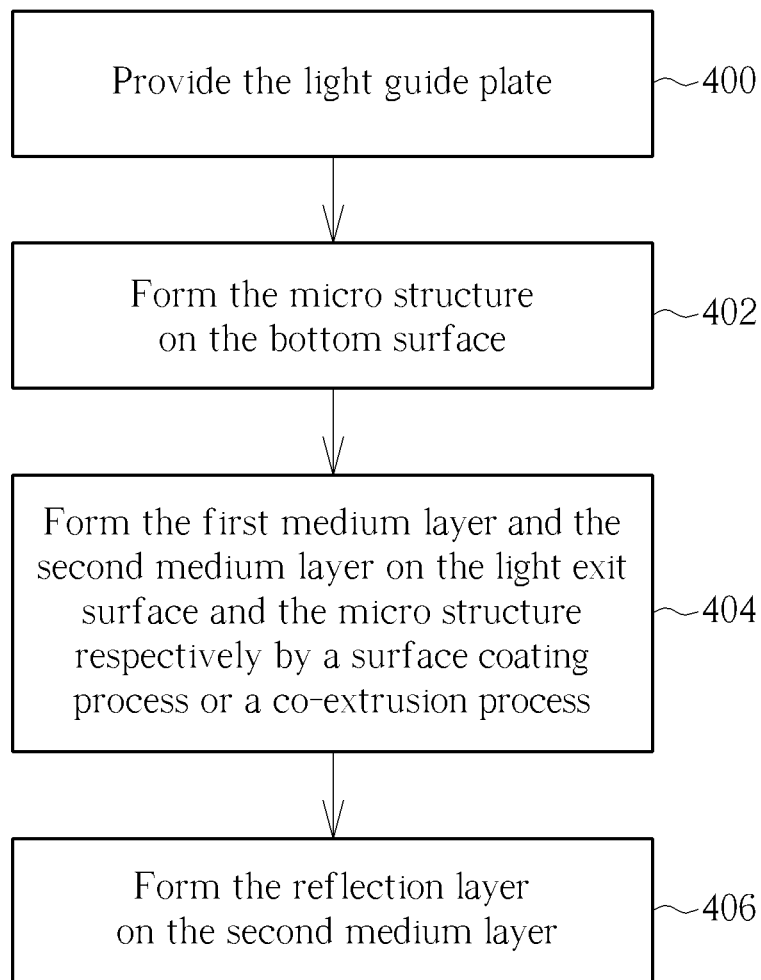 Provide the light guide plate
400
Form the micro structure
on the bottom surface
402
Form the first medium layer and the
second medium layer on the light exit
surface and the micro structure
respectively by a surface coating
process or a co-extrusion process
404
Form the reflection layer
on the second medium layer
406